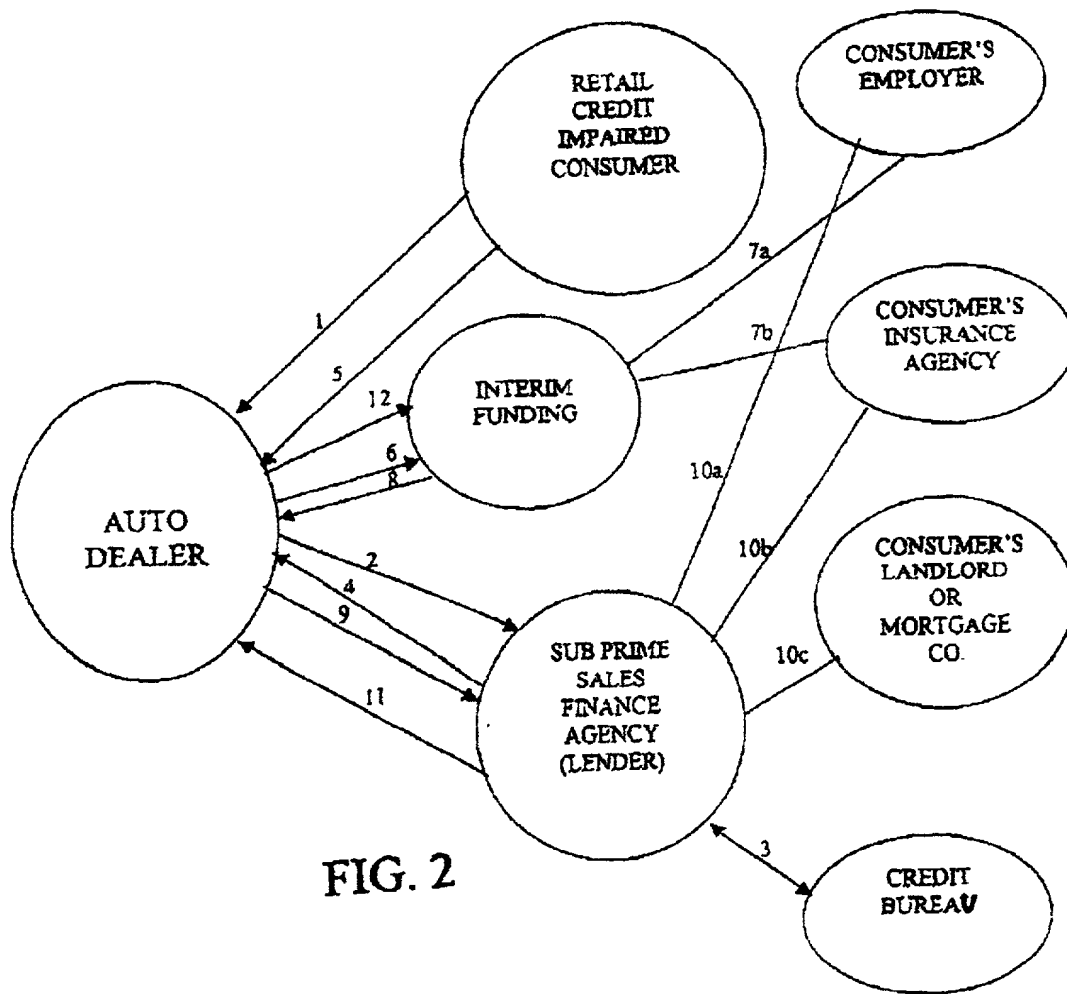 RETAIL
CREDIT
IMPAIRED
CONSUMER
CONSUMER'S
EMPLOYER
7a
1
5
12
INTERIM
FUNDING
7b
CONSUMER'S
INSURANCE
AGENCY
6
8
10a
AUTO
DEALER
2
4
9
11
10b
CONSUMER'S
LANDLORD
OR
MORTGAGE
CO.
10c
SUB PRIME
SALES
FINANCE
AGENCY
(LENDER)
3
CREDIT
BUREAU
FIG. 2